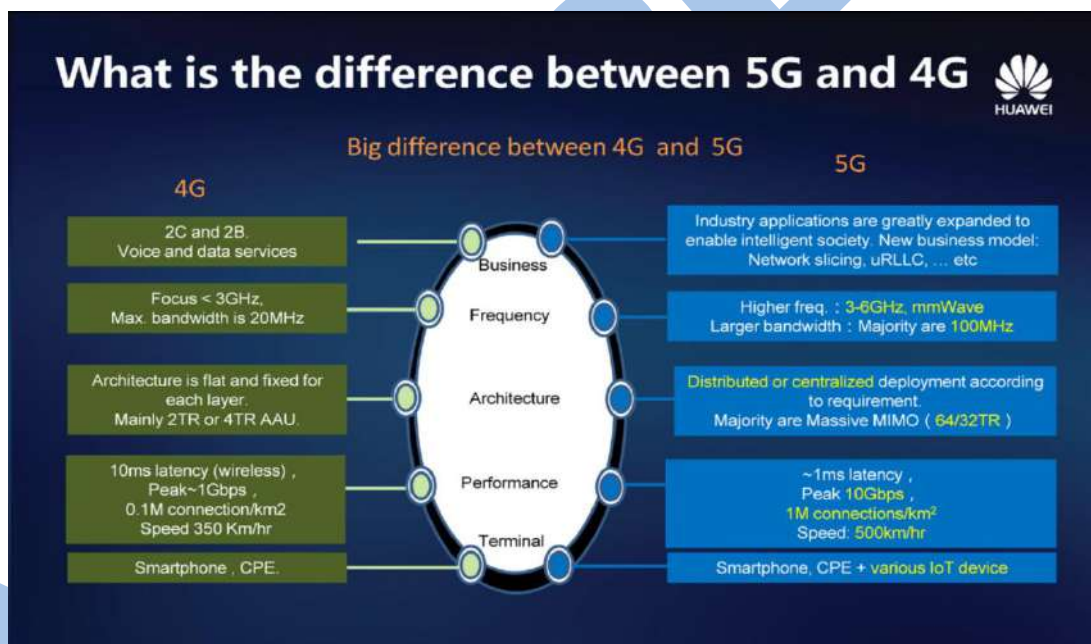 What is the difference between 5G and 4G
HUAWEI
Big difference between 4G and 5G
4G
5G
2C and 2B.
Voice and data services
Business
Industry applications are greatly expanded to
enable intelligent society. New business model:
Network slicing, uRLLC, ... etc
Focus < 3GHz,
Max. bandwidth is 20MHz
Frequency
Higher freq. : 3-6GHz, mmWave
Larger bandwidth : Majority are 100MHz
Architecture is flat and fixed for
each layer.
Mainly 2TR or 4TR AAU.
Architecture
Distributed or centralized deployment according
to requirement.
Majority are Massive MIMO ( 64/32TR )
10ms latency (wireless) ,
Peak~1Gbps ,
0.1M connection/km2
Speed 350 Km/hr
Performance
~1ms latency ,
Peak 10Gbps ,
1M connections/km²
Speed: 500km/hr
Smartphone , CPE.
Terminal
Smartphone, CPE + various IoT device